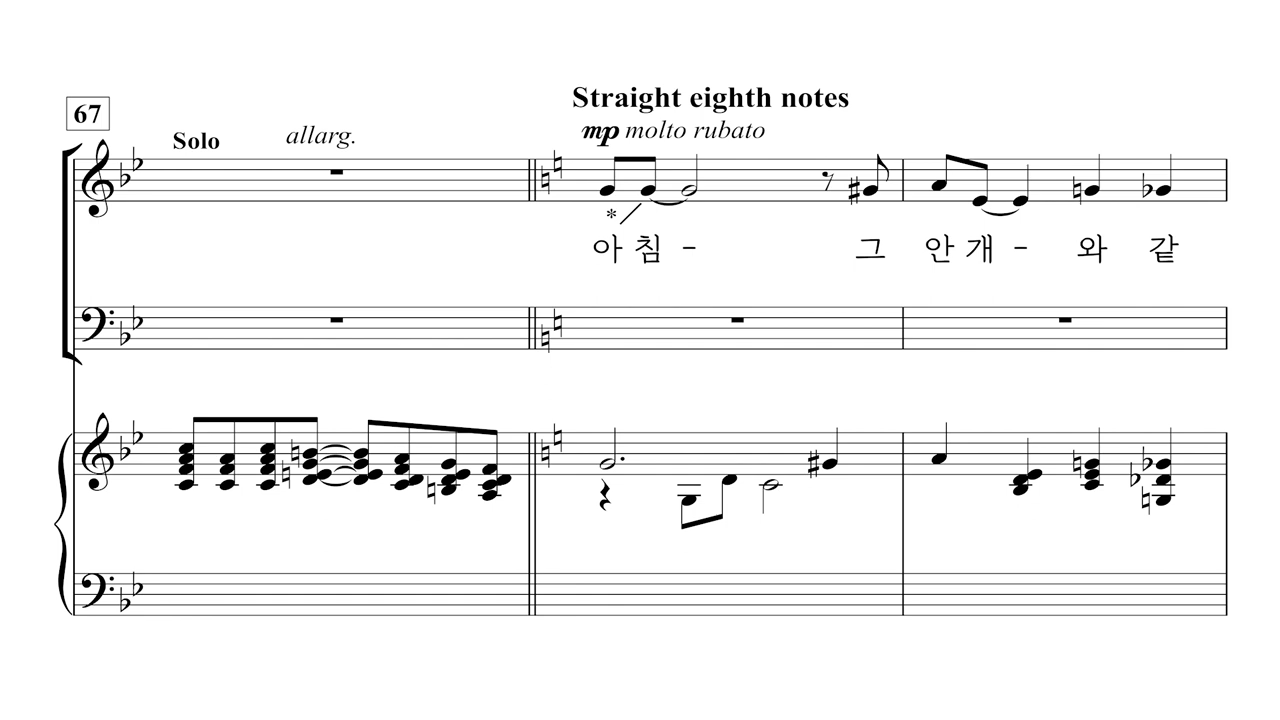 Straight eighth notes
67
Solo allarg. mp molto rubato
*
아 침 - 그 안 개 - 와 같